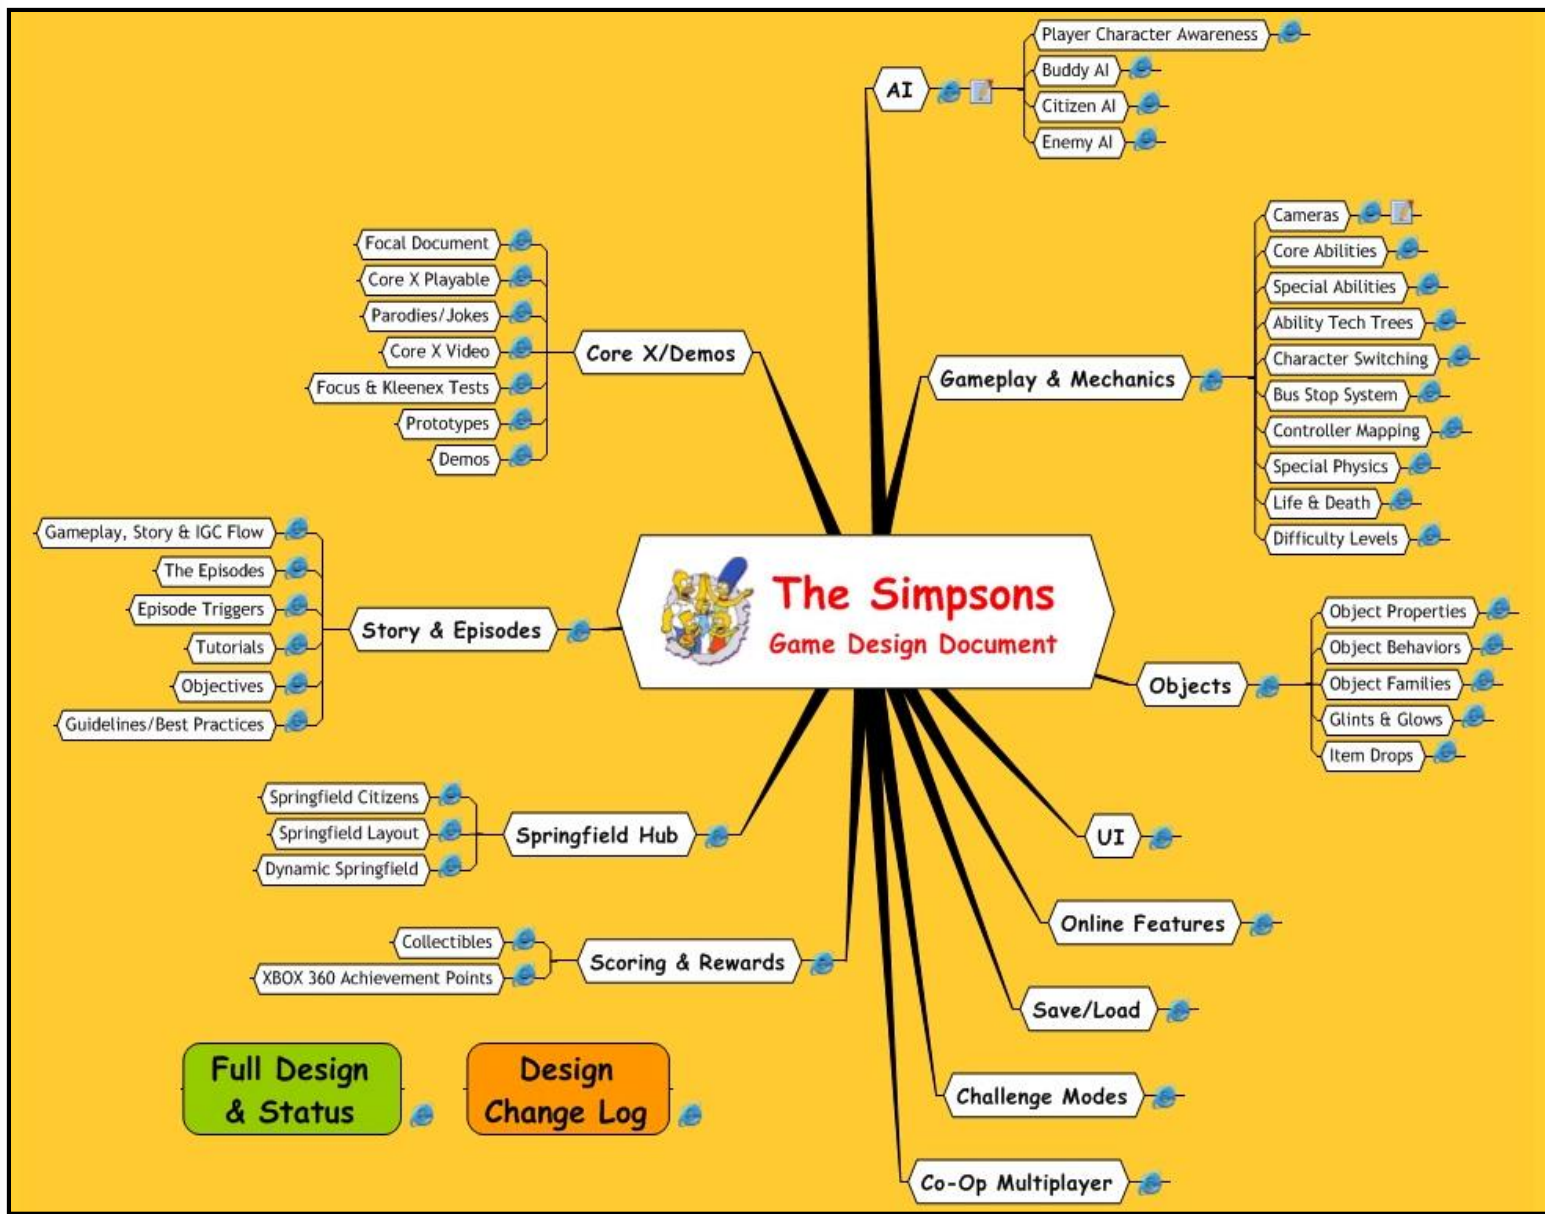 The Simpsons
Game Design Document
AI
Player Character Awareness
Buddy AI
Citizen AI
Enemy AI
Gameplay & Mechanics
Cameras
Core Abilities
Special Abilities
Ability Tech Trees
Character Switching
Bus Stop System
Controller Mapping
Special Physics
Life & Death
Difficulty Levels
Objects
Object Properties
Object Behaviors
Object Families
Glints & Glows
Item Drops
UI
Online Features
Save/Load
Challenge Modes
Co-Op Multiplayer
Core X/Demos
Focal Document
Core X Playable
Parodies/Jokes
Core X Video
Focus & Kleenex Tests
Prototypes
Demos
Story & Episodes
Gameplay, Story & IGC Flow
The Episodes
Episode Triggers
Tutorials
Objectives
Guidelines/Best Practices
Springfield Hub
Springfield Citizens
Springfield Layout
Dynamic Springfield
Scoring & Rewards
Collectibles
XBOX 360 Achievement Points
Full Design
& Status
Design
Change Log